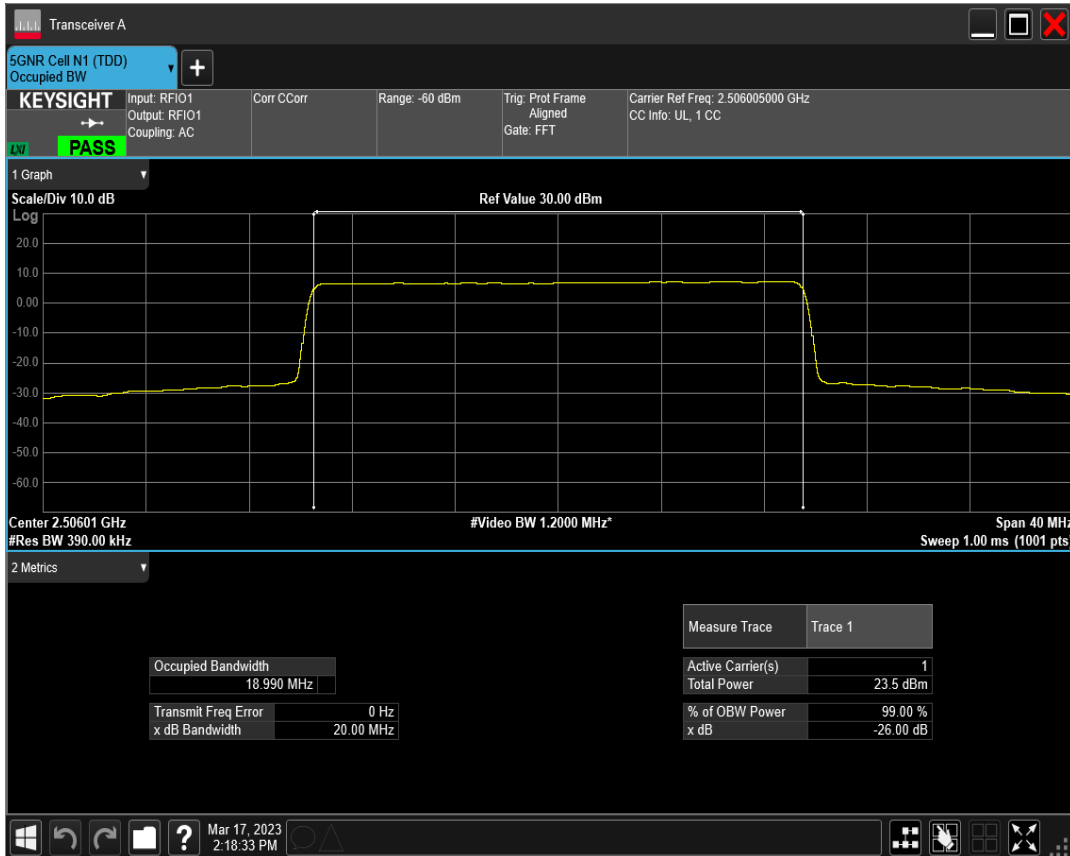 Transceiver A
5GNR Cell N1 (TDD)
Occupied BW
+
KEYSIGHT
LXI
PASS
Input: RFIO1
Output: RFIO1
Coupling: AC
Corr CCorr
Range: -60 dBm
Trig: Prot Frame
Aligned
Gate: FFT
Carrier Ref Freq: 2.506005000 GHz
CC Info: UL, 1 CC
1 Graph
Scale/Div 10.0 dB
Ref Value 30.00 dBm
Log
20.0
10.0
0.00
-10.0
-20.0
-30.0
-40.0
-50.0
-60.0
Center 2.50601 GHz
#Video BW 1.2000 MHz*
Span 40 MHz
#Res BW 390.00 kHz
Sweep 1.00 ms (1001 pts)
2 Metrics
Measure Trace Trace 1
Occupied Bandwidth
18.990 MHz
Active Carrier(s) 1
Total Power 23.5 dBm
Transmit Freq Error 0 Hz
x dB Bandwidth 20.00 MHz
% of OBW Power 99.00 %
x dB -26.00 dB
?
Mar 17, 2023
2:18:33 PM